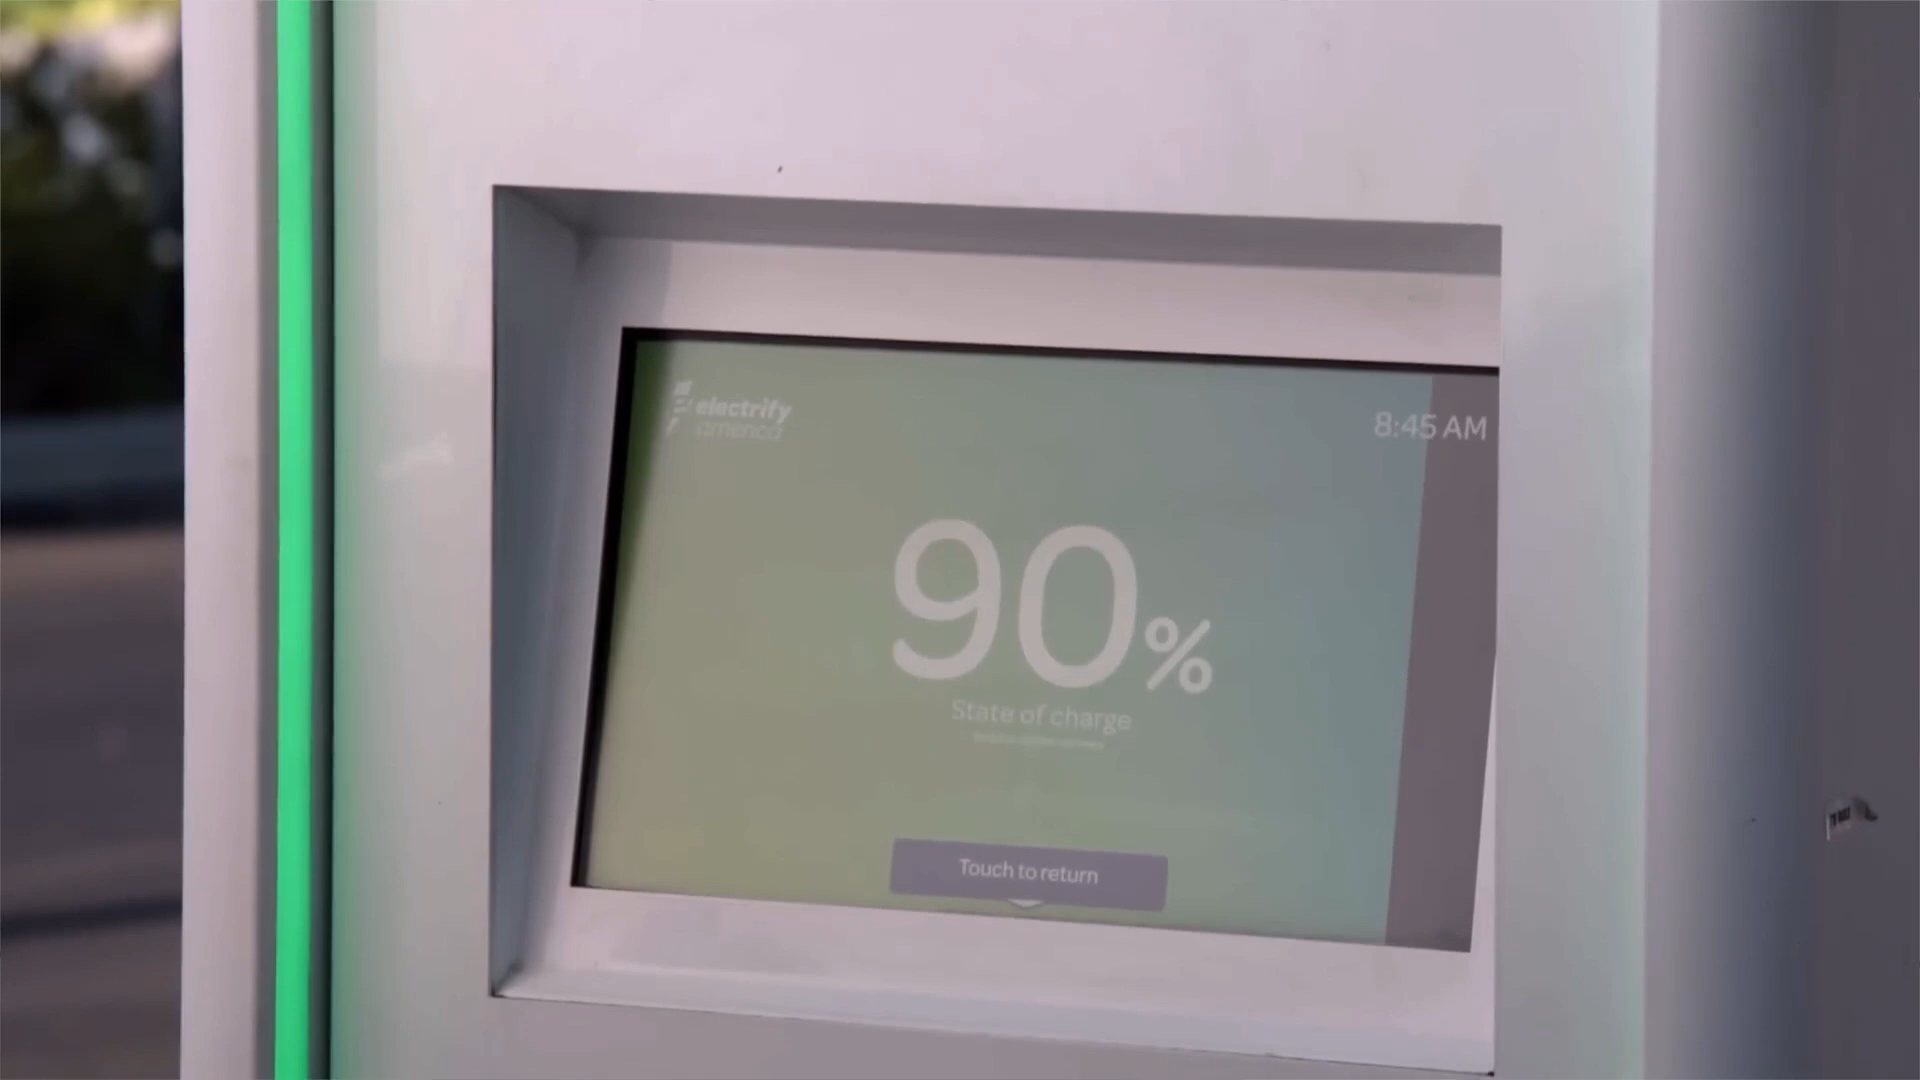 electrify
america
8:45 AM
90%
State of charge
Touch to return